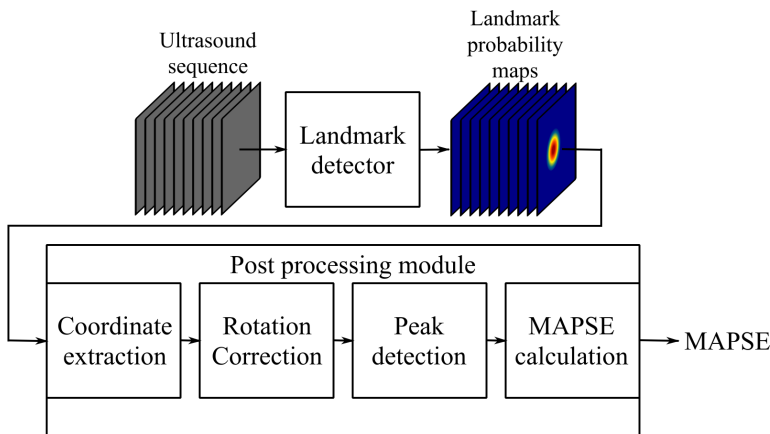 Ultrasound
sequence
Landmark
probability
maps
Landmark
detector
Post processing module
Coordinate
extraction
Rotation
Correction
Peak
detection
MAPSE
calculation
MAPSE